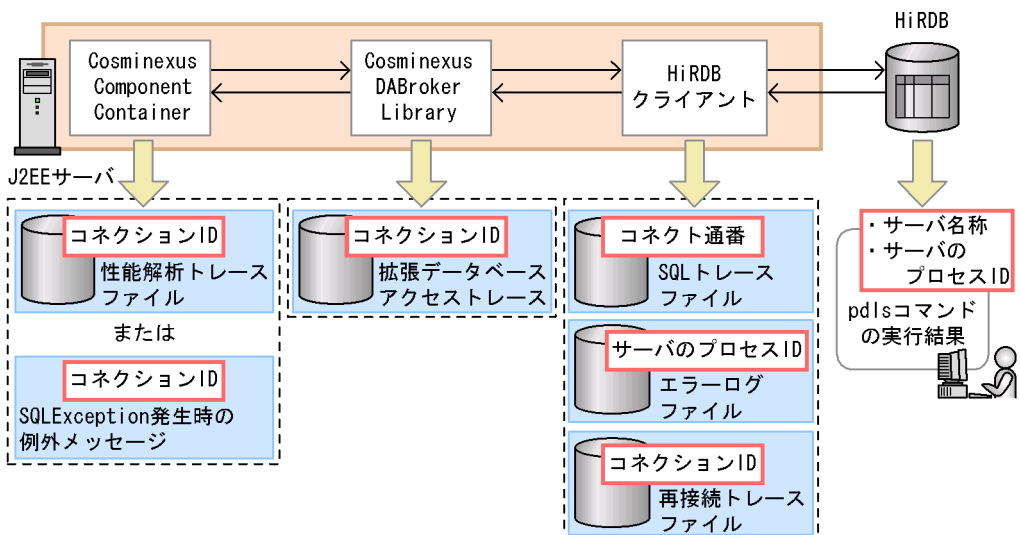 HiRDB
Cosminexus
Component
Container
Cosminexus
DABroker
Library
HiRDB
クライアント
J2EEサーバ
コネクションID
性能解析トレース
ファイル
または
コネクションID
SQLException発生時の
例外メッセージ
コネクションID
拡張データベース
アクセストレース
コネクト通番
SQLトレース
ファイル
サーバのプロセスID
エラーログ
ファイル
コネクションID
再接続トレース
ファイル
・サーバ名称
・サーバの
プロセスID
pdlsコマンド
の実行結果